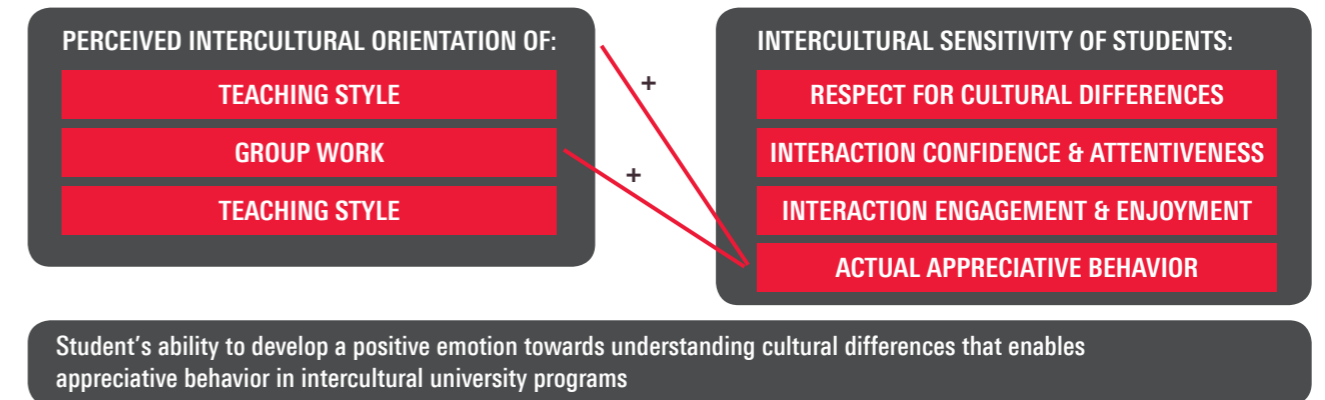 PERCEIVED INTERCULTURAL ORIENTATION OF:
TEACHING STYLE
GROUP WORK
TEACHING STYLE
+
+
INTERCULTURAL SENSITIVITY OF STUDENTS:
RESPECT FOR CULTURAL DIFFERENCES
INTERACTION CONFIDENCE & ATTENTIVENESS
INTERACTION ENGAGEMENT & ENJOYMENT
ACTUAL APPRECIATIVE BEHAVIOR
Student’s ability to develop a positive emotion towards understanding cultural differences that enables
appreciative behavior in intercultural university programs